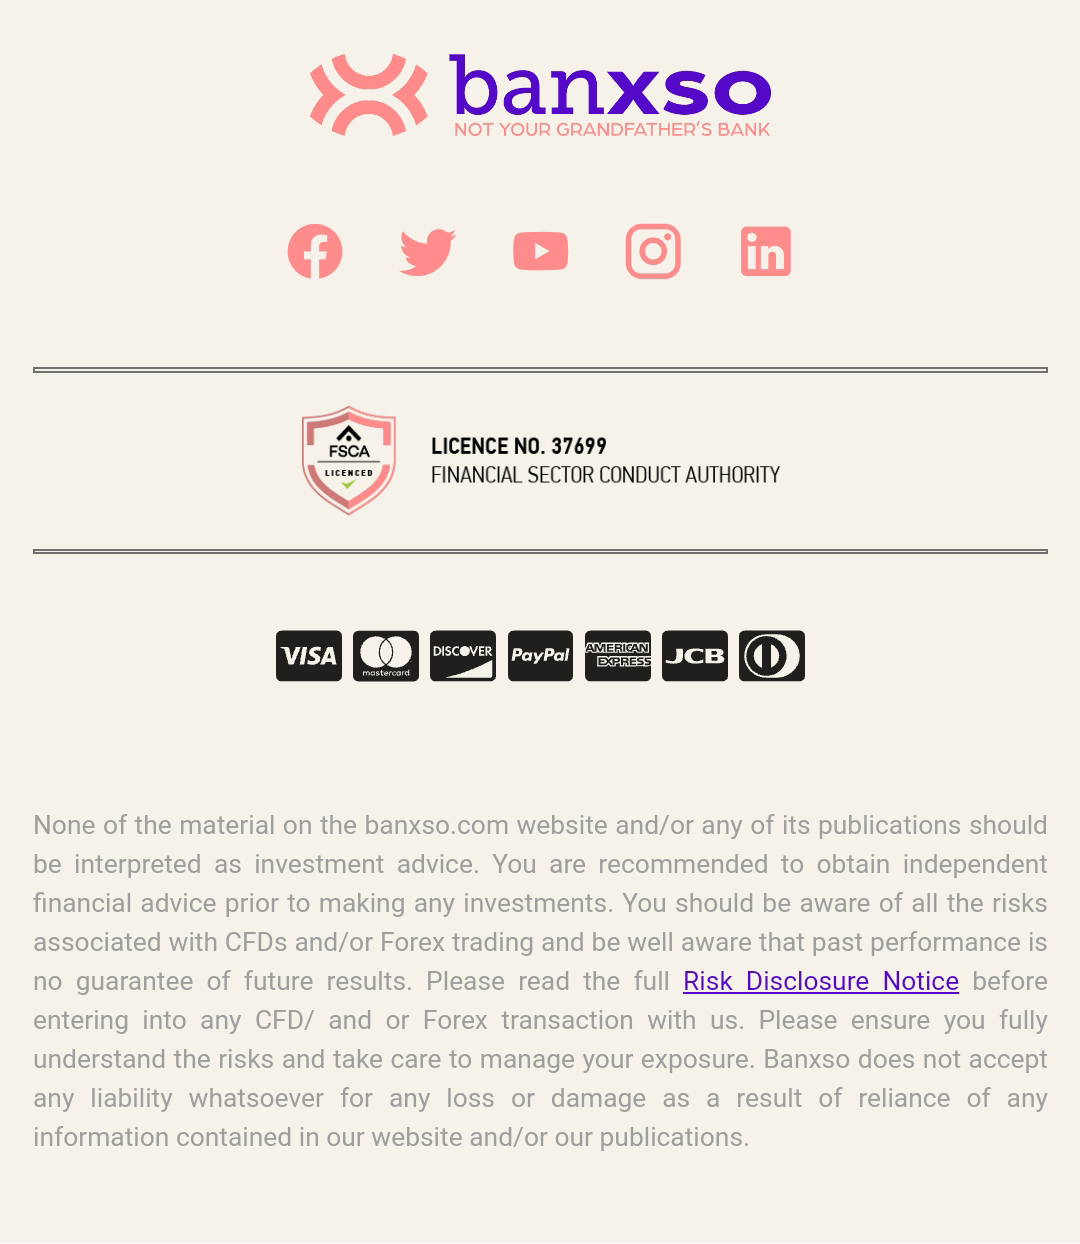 banxso
NOT YOUR GRANDFATHER'S BANK
FSCA
LICENCED
LICENCE NO. 37699
FINANCIAL SECTOR CONDUCT AUTHORITY
VISA mastercard DISCOVER PayPal AMERICAN EXPRESS JCB
None of the material on the banxso.com website and/or any of its publications should
be interpreted as investment advice. You are recommended to obtain independent
financial advice prior to making any investments. You should be aware of all the risks
associated with CFDs and/or Forex trading and be well aware that past performance is
no guarantee of future results. Please read the full Risk Disclosure Notice before
entering into any CFD/ and or Forex transaction with us. Please ensure you fully
understand the risks and take care to manage your exposure. Banxso does not accept
any liability whatsoever for any loss or damage as a result of reliance of any
information contained in our website and/or our publications.